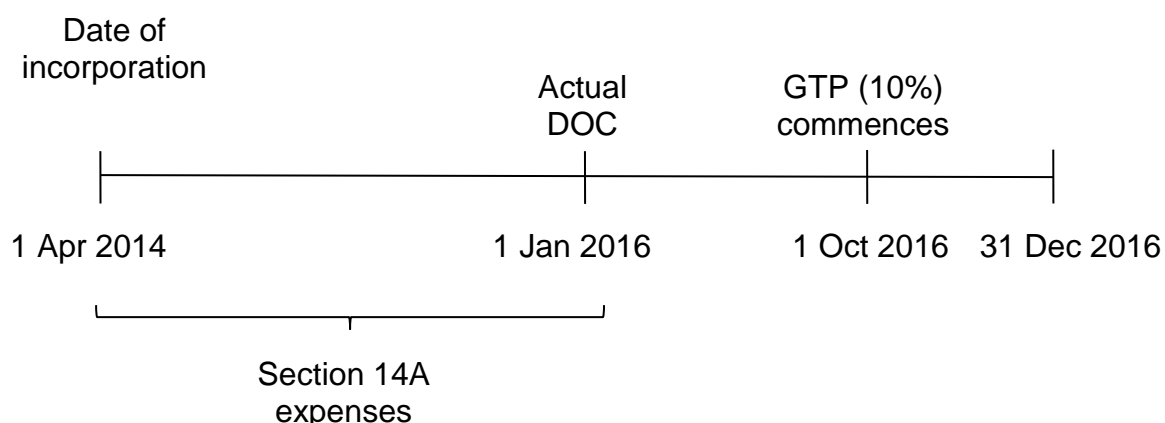 Date of
incorporation
Actual
DOC
GTP (10%)
commences
1 Apr 2014
1 Jan 2016
1 Oct 2016
31 Dec 2016
Section 14A
expenses